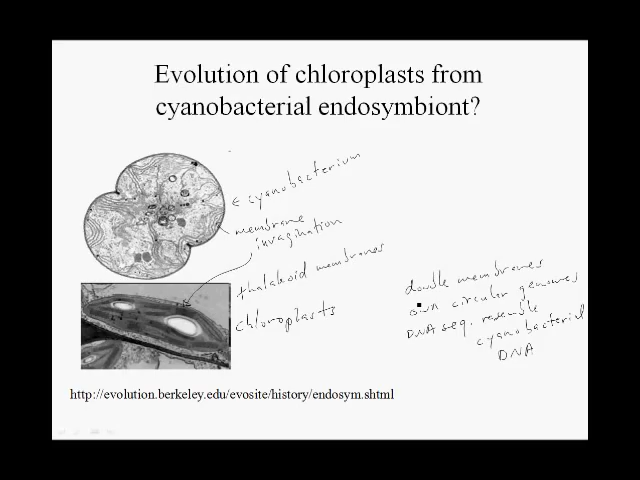 Evolution of chloroplasts from
cyanobacterial endosymbiont?
← cyanobacterium
membrane
invagination
thalakoid membranes
chloroplasts
double membranes
own circular genomes
DNA seq. resemble
cyanobacterial
DNA
http://evolution.berkeley.edu/evosite/history/endosym.shtml